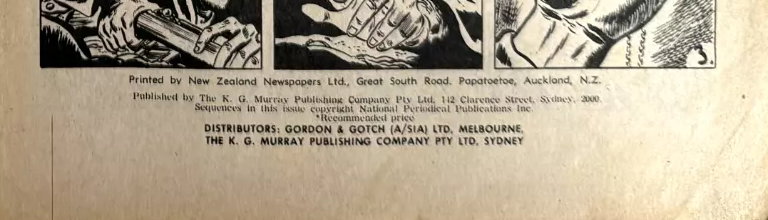 3.
Printed by New Zealand Newspapers Ltd., Great South Road. Papatoetoe, Auckland, N.Z.
Published by The K. G. Murray Publishing Company Pty Ltd, 142 Clarence Street, Sydney, 2000
Sequences in this issue copyright National Periodical Publications Inc.
*Recommended price
DISTRIBUTORS: GORDON & GOTCH (A/SIA) LTD, MELBOURNE,
THE K. G. MURRAY PUBLISHING COMPANY PTY LTD, SYDNEY